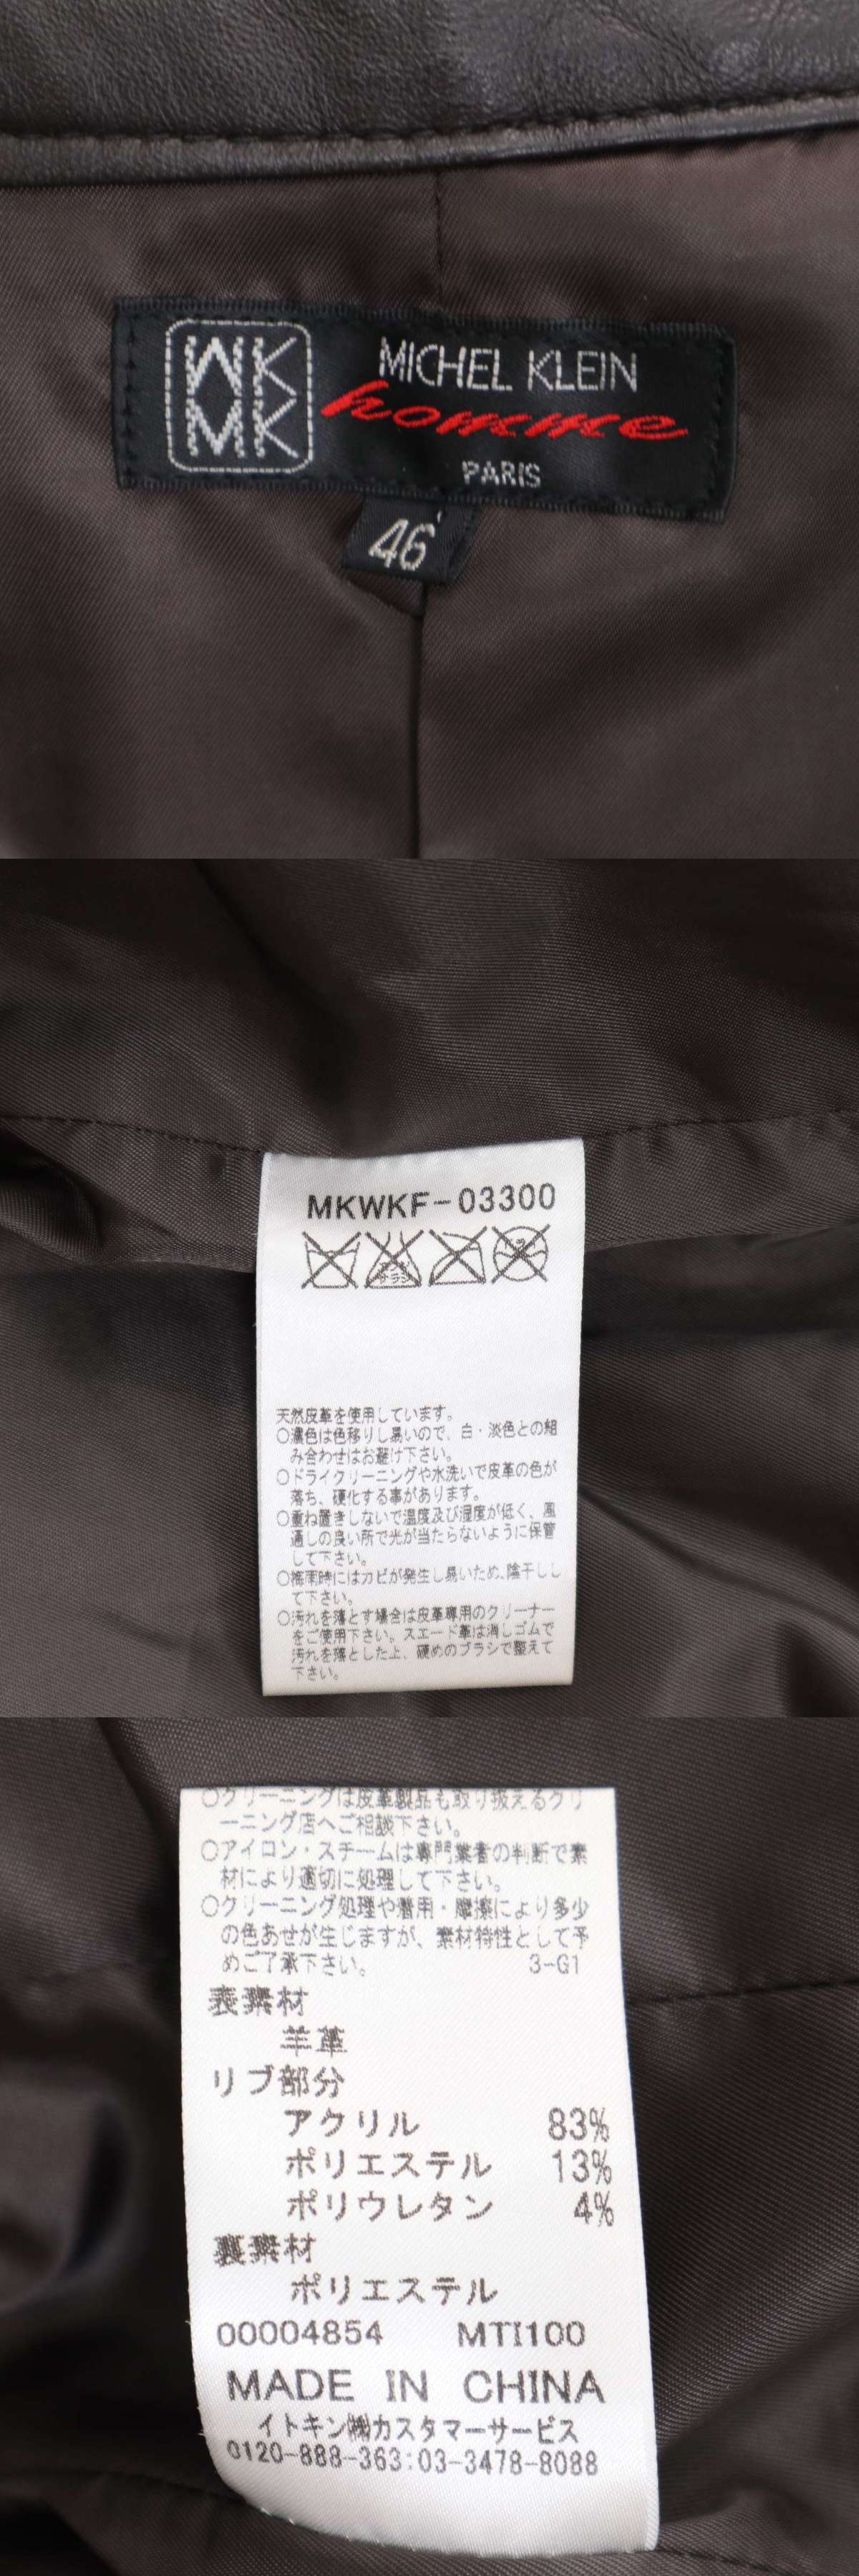 MK
MK
MICHEL KLEIN
homme
PARIS
46
MKWKF-03300
天然皮革を使用しています。
○濃色は色移りし易いので、白・淡色との組
み合わせはお避け下さい。
○ドライクリーニングや水洗いで皮革の色が
落ち、硬化する事があります。
○重ね置きしないで温度及び湿度が低く、風
通しの良い所で光が当たらないように保管
して下さい。
○梅雨時にはカビが発生し易いため、陰干しし
て下さい。
○汚れを落とす場合は皮革専用のクリーナー
をご使用下さい。スエード革は消しゴムで
汚れを落とした上、硬めのブラシで整えて
下さい。
○クリーニングは皮革製品も取り扱えるクリ
ーニング店へご相談下さい。
○アイロン・スチームは専門業者の判断で素
材により適切に処理して下さい。
○クリーニング処理や着用・摩擦により多少
の色あせが生じますが、素材特性として予
めご了承下さい。 3-G1
表素材
羊革
リブ部分
アクリル 83%
ポリエステル 13%
ポリウレタン 4%
裏素材
ポリエステル
00004854 MTI100
MADE IN CHINA
イトキン㈱カスタマーサービス
0120-888-363:03-3478-8088